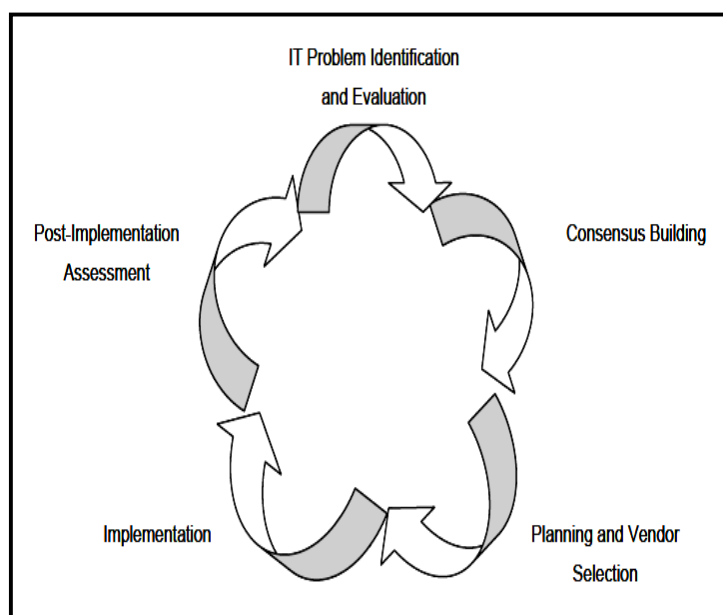 IT Problem Identification
and Evaluation
Consensus Building
Planning and Vendor
Selection
Implementation
Post-Implementation
Assessment